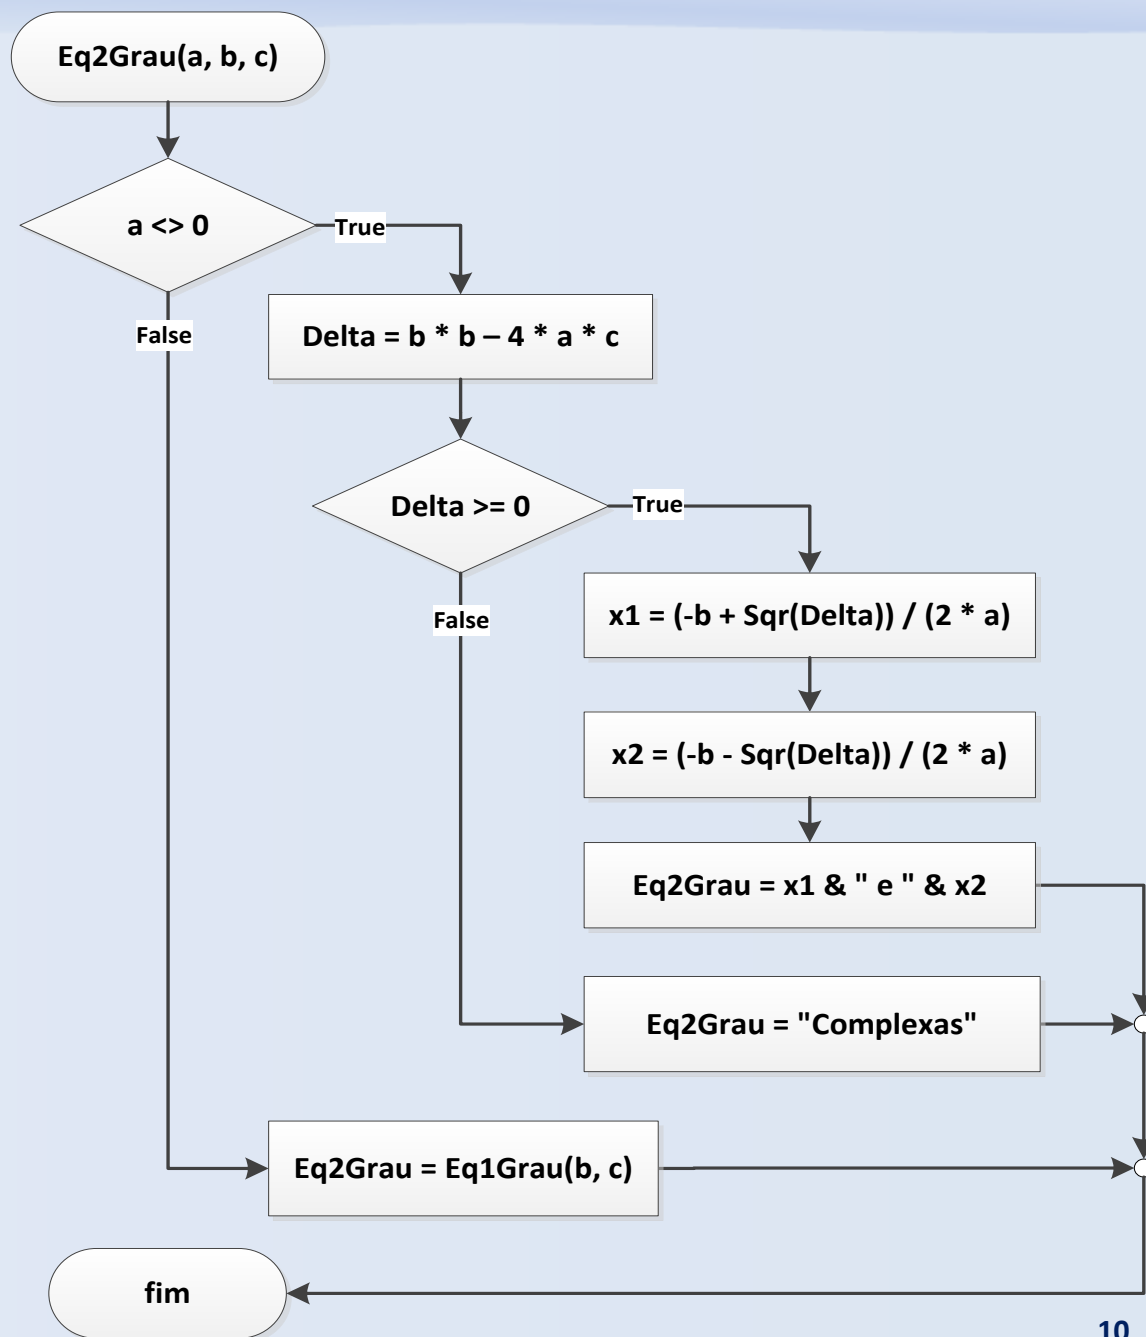 Eq2Grau(a, b, c)
a <> 0
True
False
Delta = b * b – 4 * a * c
Delta >= 0
True
False
x1 = (-b + Sqr(Delta)) / (2 * a)
x2 = (-b - Sqr(Delta)) / (2 * a)
Eq2Grau = x1 & " e " & x2
Eq2Grau = "Complexas"
Eq2Grau = Eq1Grau(b, c)
fim
10